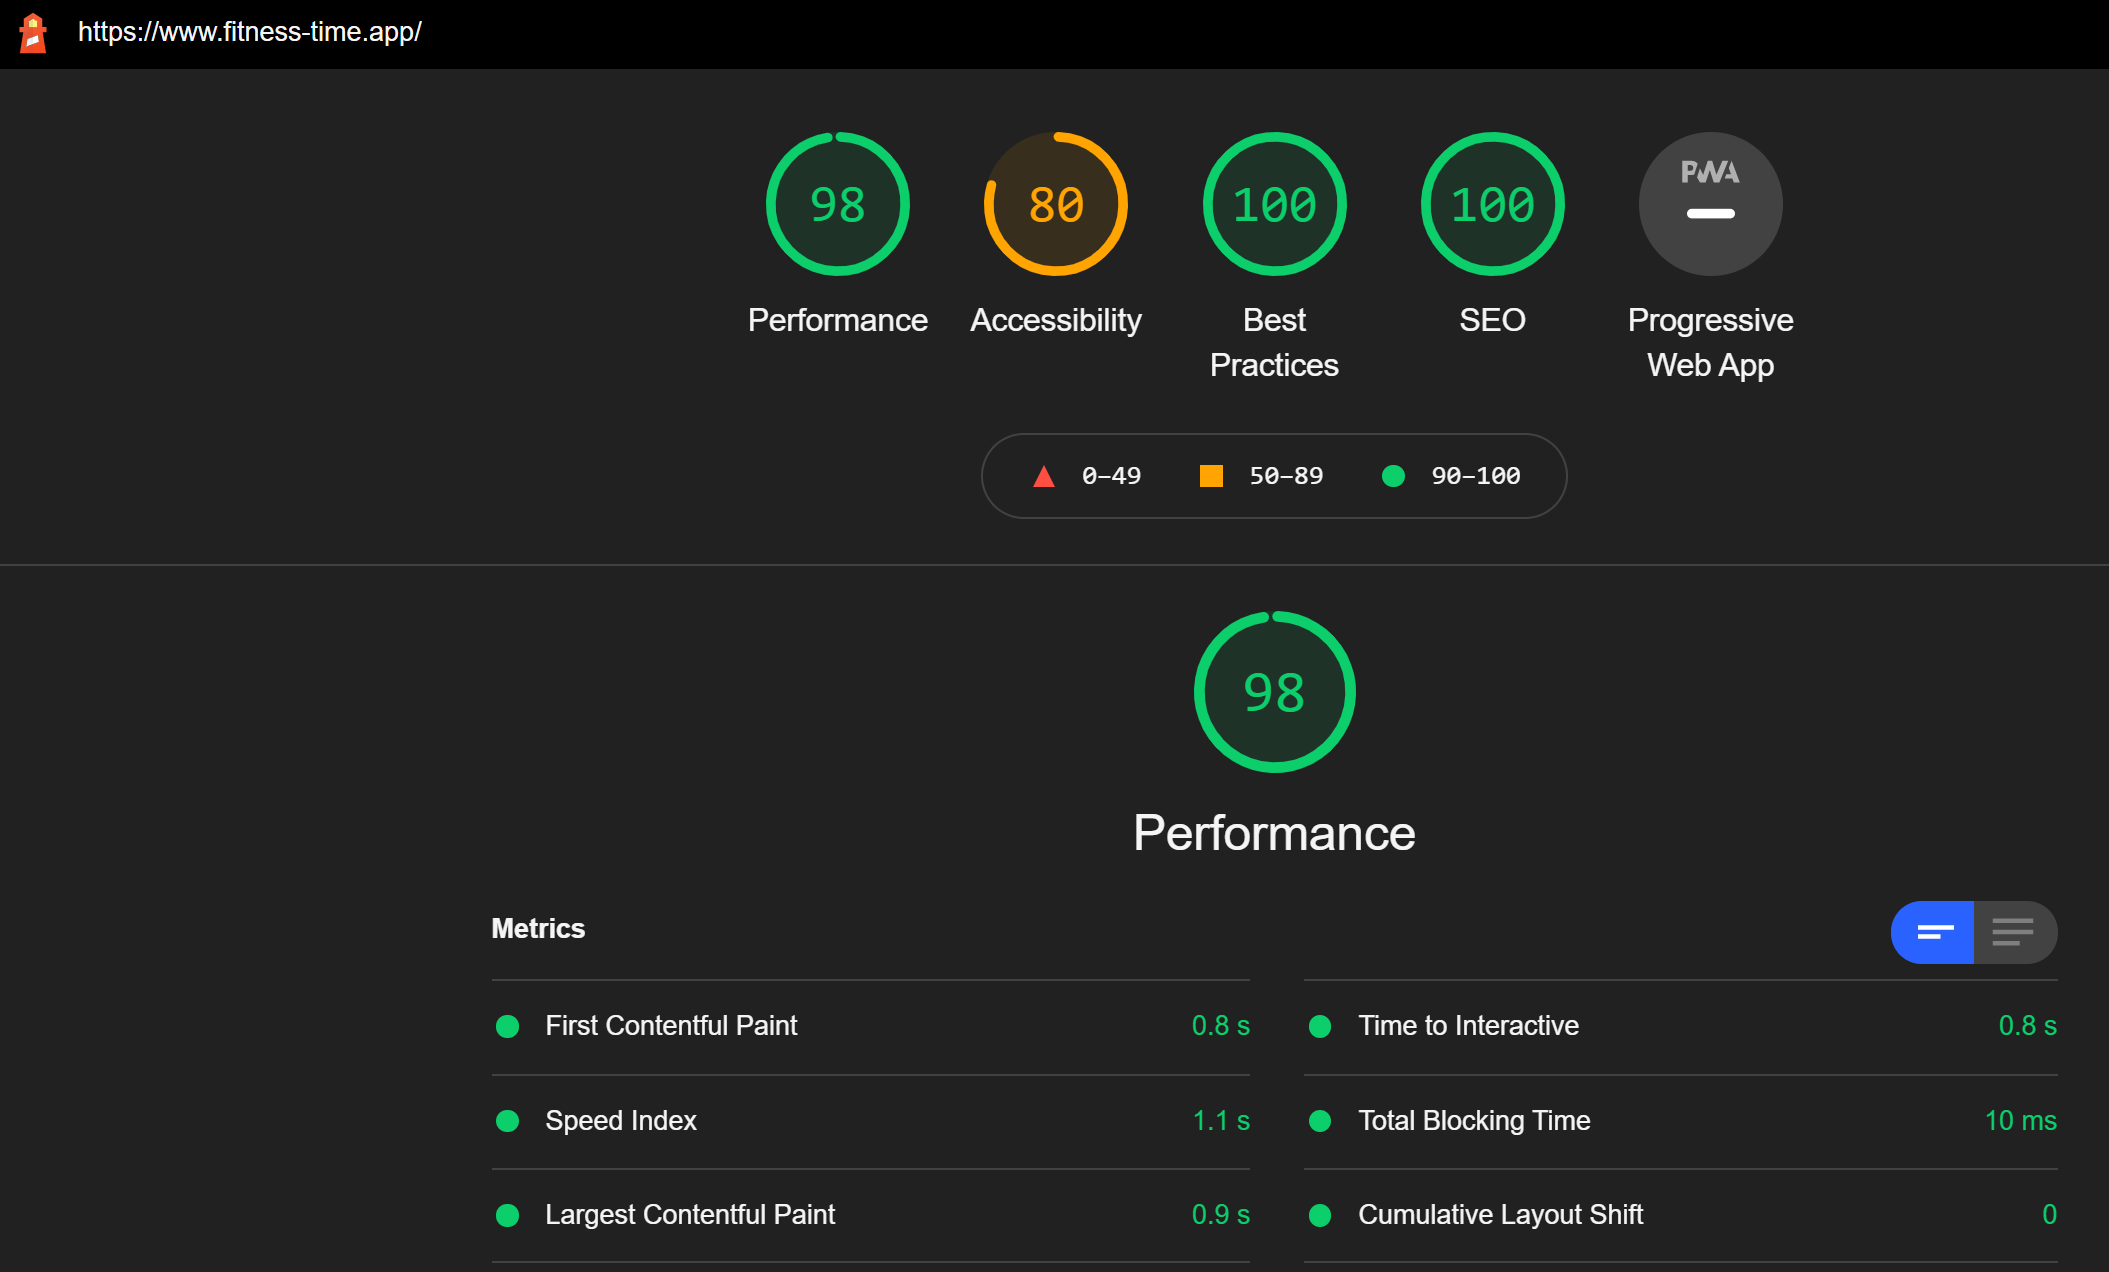 https://www.fitness-time.app/
98
80
100
100
PWA
Performance
Accessibility
Best
Practices
SEO
Progressive
Web App
0–49
50–89
90–100
98
Performance
Metrics
First Contentful Paint
0.8 s
Time to Interactive
0.8 s
Speed Index
1.1 s
Total Blocking Time
10 ms
Largest Contentful Paint
0.9 s
Cumulative Layout Shift
0